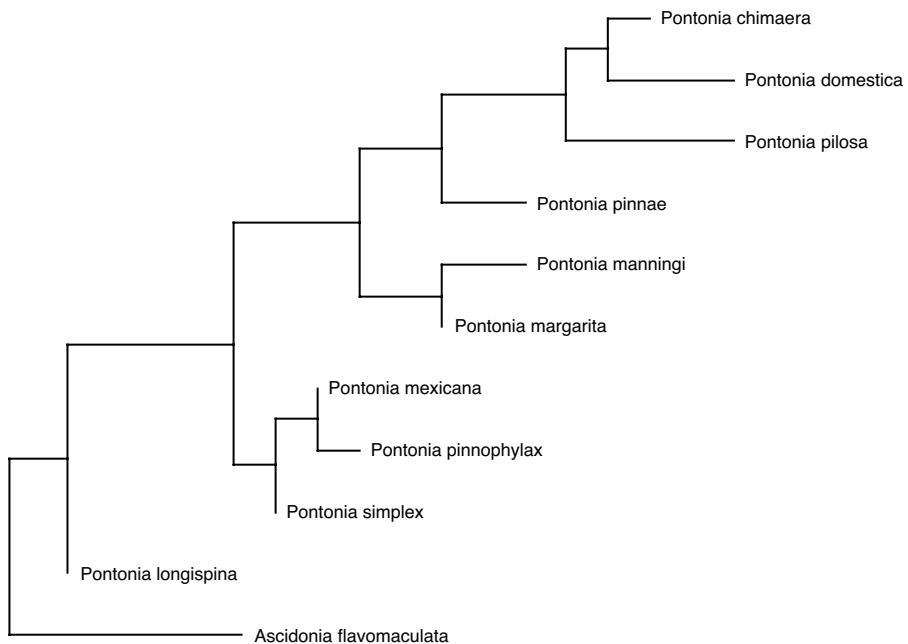 Pontonia chimaera
Pontonia domestica
Pontonia pilosa
Pontonia pinnae
Pontonia manningi
Pontonia margarita
Pontonia mexicana
Pontonia pinnophylax
Pontonia simplex
Pontonia longispina
Ascidonia flavomaculata